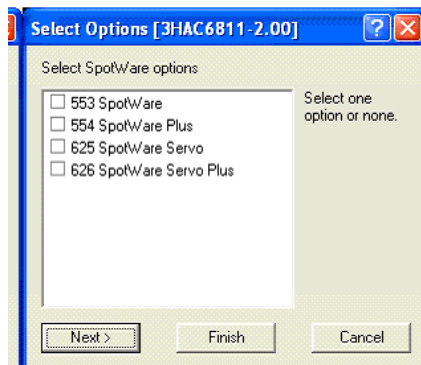 Select Options [3HAC6811-2.00]
Select SpotWare options
553 SpotWare
554 SpotWare Plus
625 SpotWare Servo
626 SpotWare Servo Plus
Select one
option or none.
Next >
Finish
Cancel